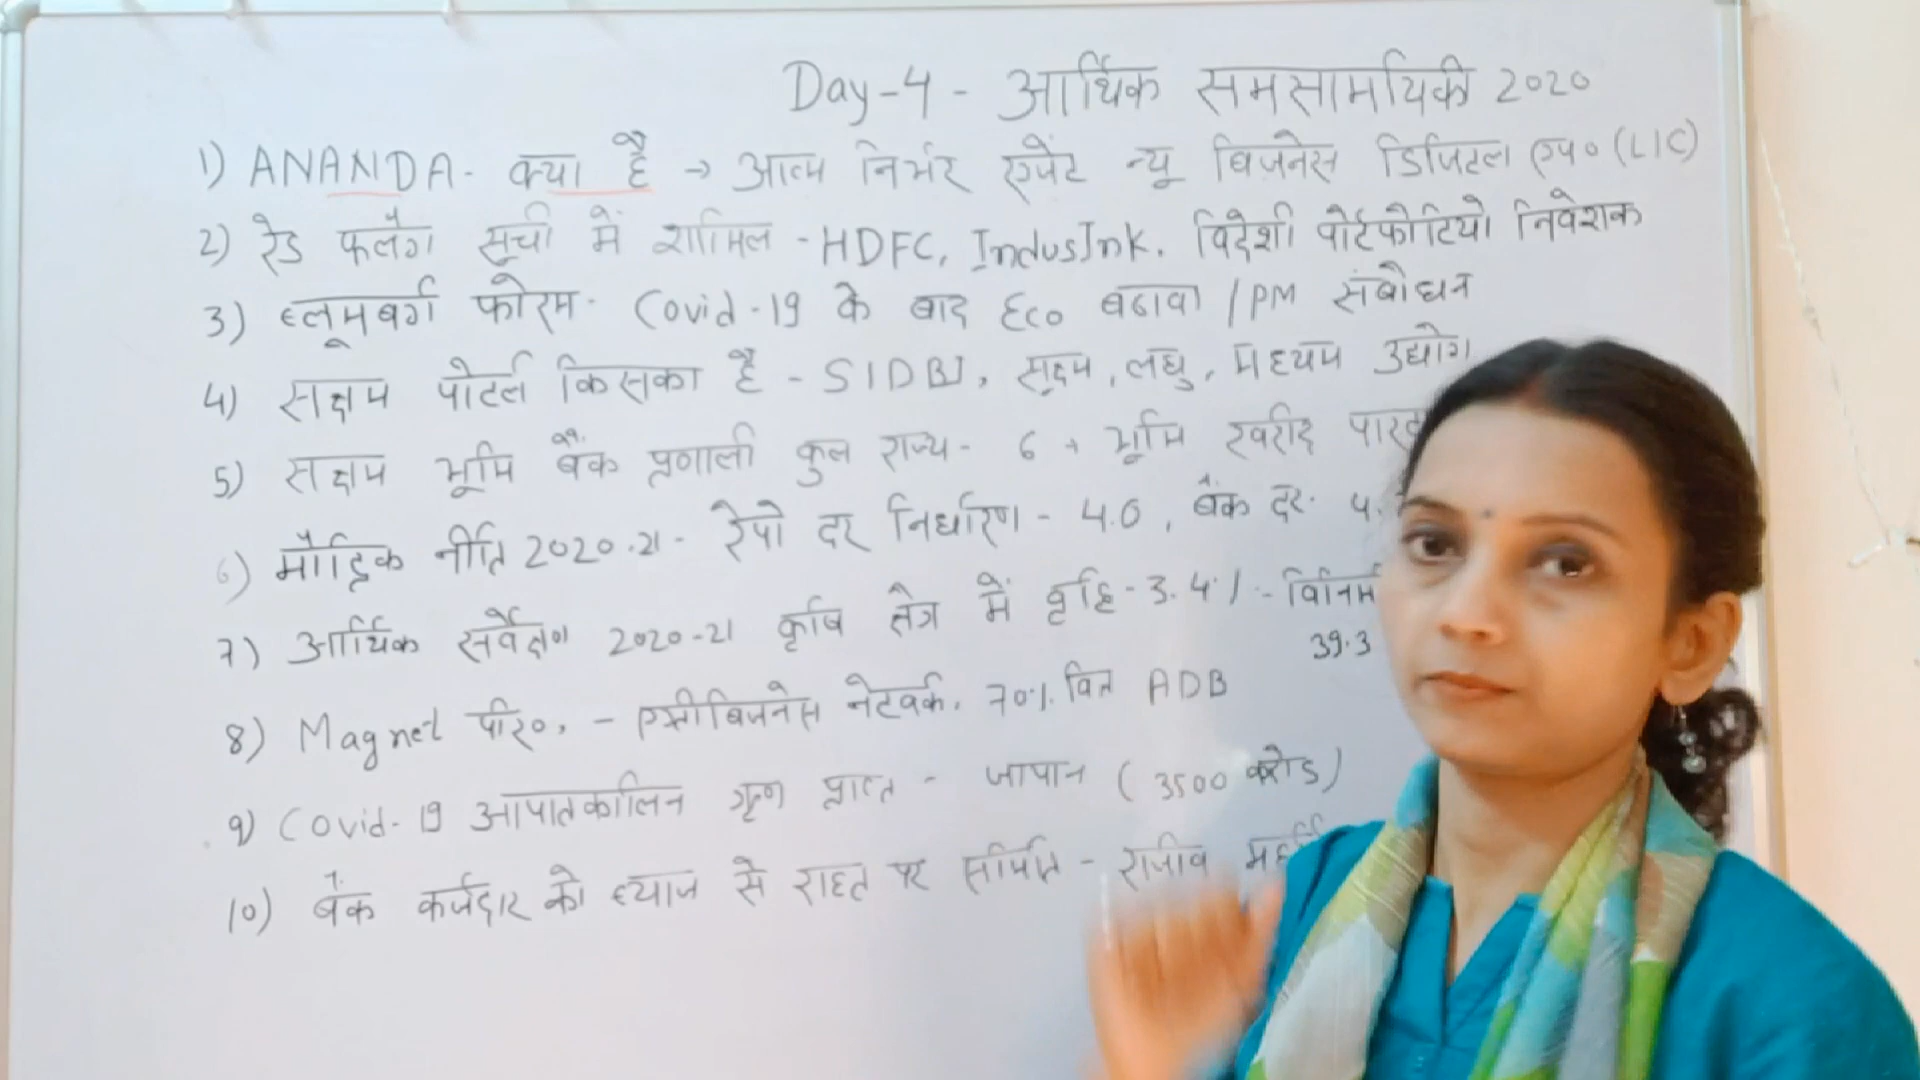 Day-4 - आर्थिक समसामयिकी 2020
1) ANANDA- क्या है → आत्म निर्भर एजेंट न्यू बिज़नेस डिजिटल एप० (LIC)
2) रेड फ्लैग सूची में शामिल - HDFC, IndusInk. विदेशी पोर्टफोटियो निवेशक
3) ब्लूमबर्ग फोरम- Covid-19 के बाद Eco बढावा / PM संबोधन
4) सक्षम पोर्टल किसका है - SIDBI, सूक्ष्म, लघु, मध्यम उद्योग
5) सक्षम भूमि बैंक प्रणाली कुल राज्य- 6 + भूमि खरीद
6) मौद्रिक नीति 2020-21- रेपो दर निर्धारण - 4.0, बैंक दर- 4.
7) आर्थिक सर्वेक्षण 2020-21 कृषि क्षेत्र में वृद्धि - 3.4% -
39.3
8) Magnet परि०, - एग्रीबिजनेस नेटवर्क, 70% वित्त ADB
9) Covid-19 आपातकालिन ऋण प्राप्त - जापान (3500 करोड)
10) बैंक कर्जदार को ब्याज से राहत पर समिति - राजीव